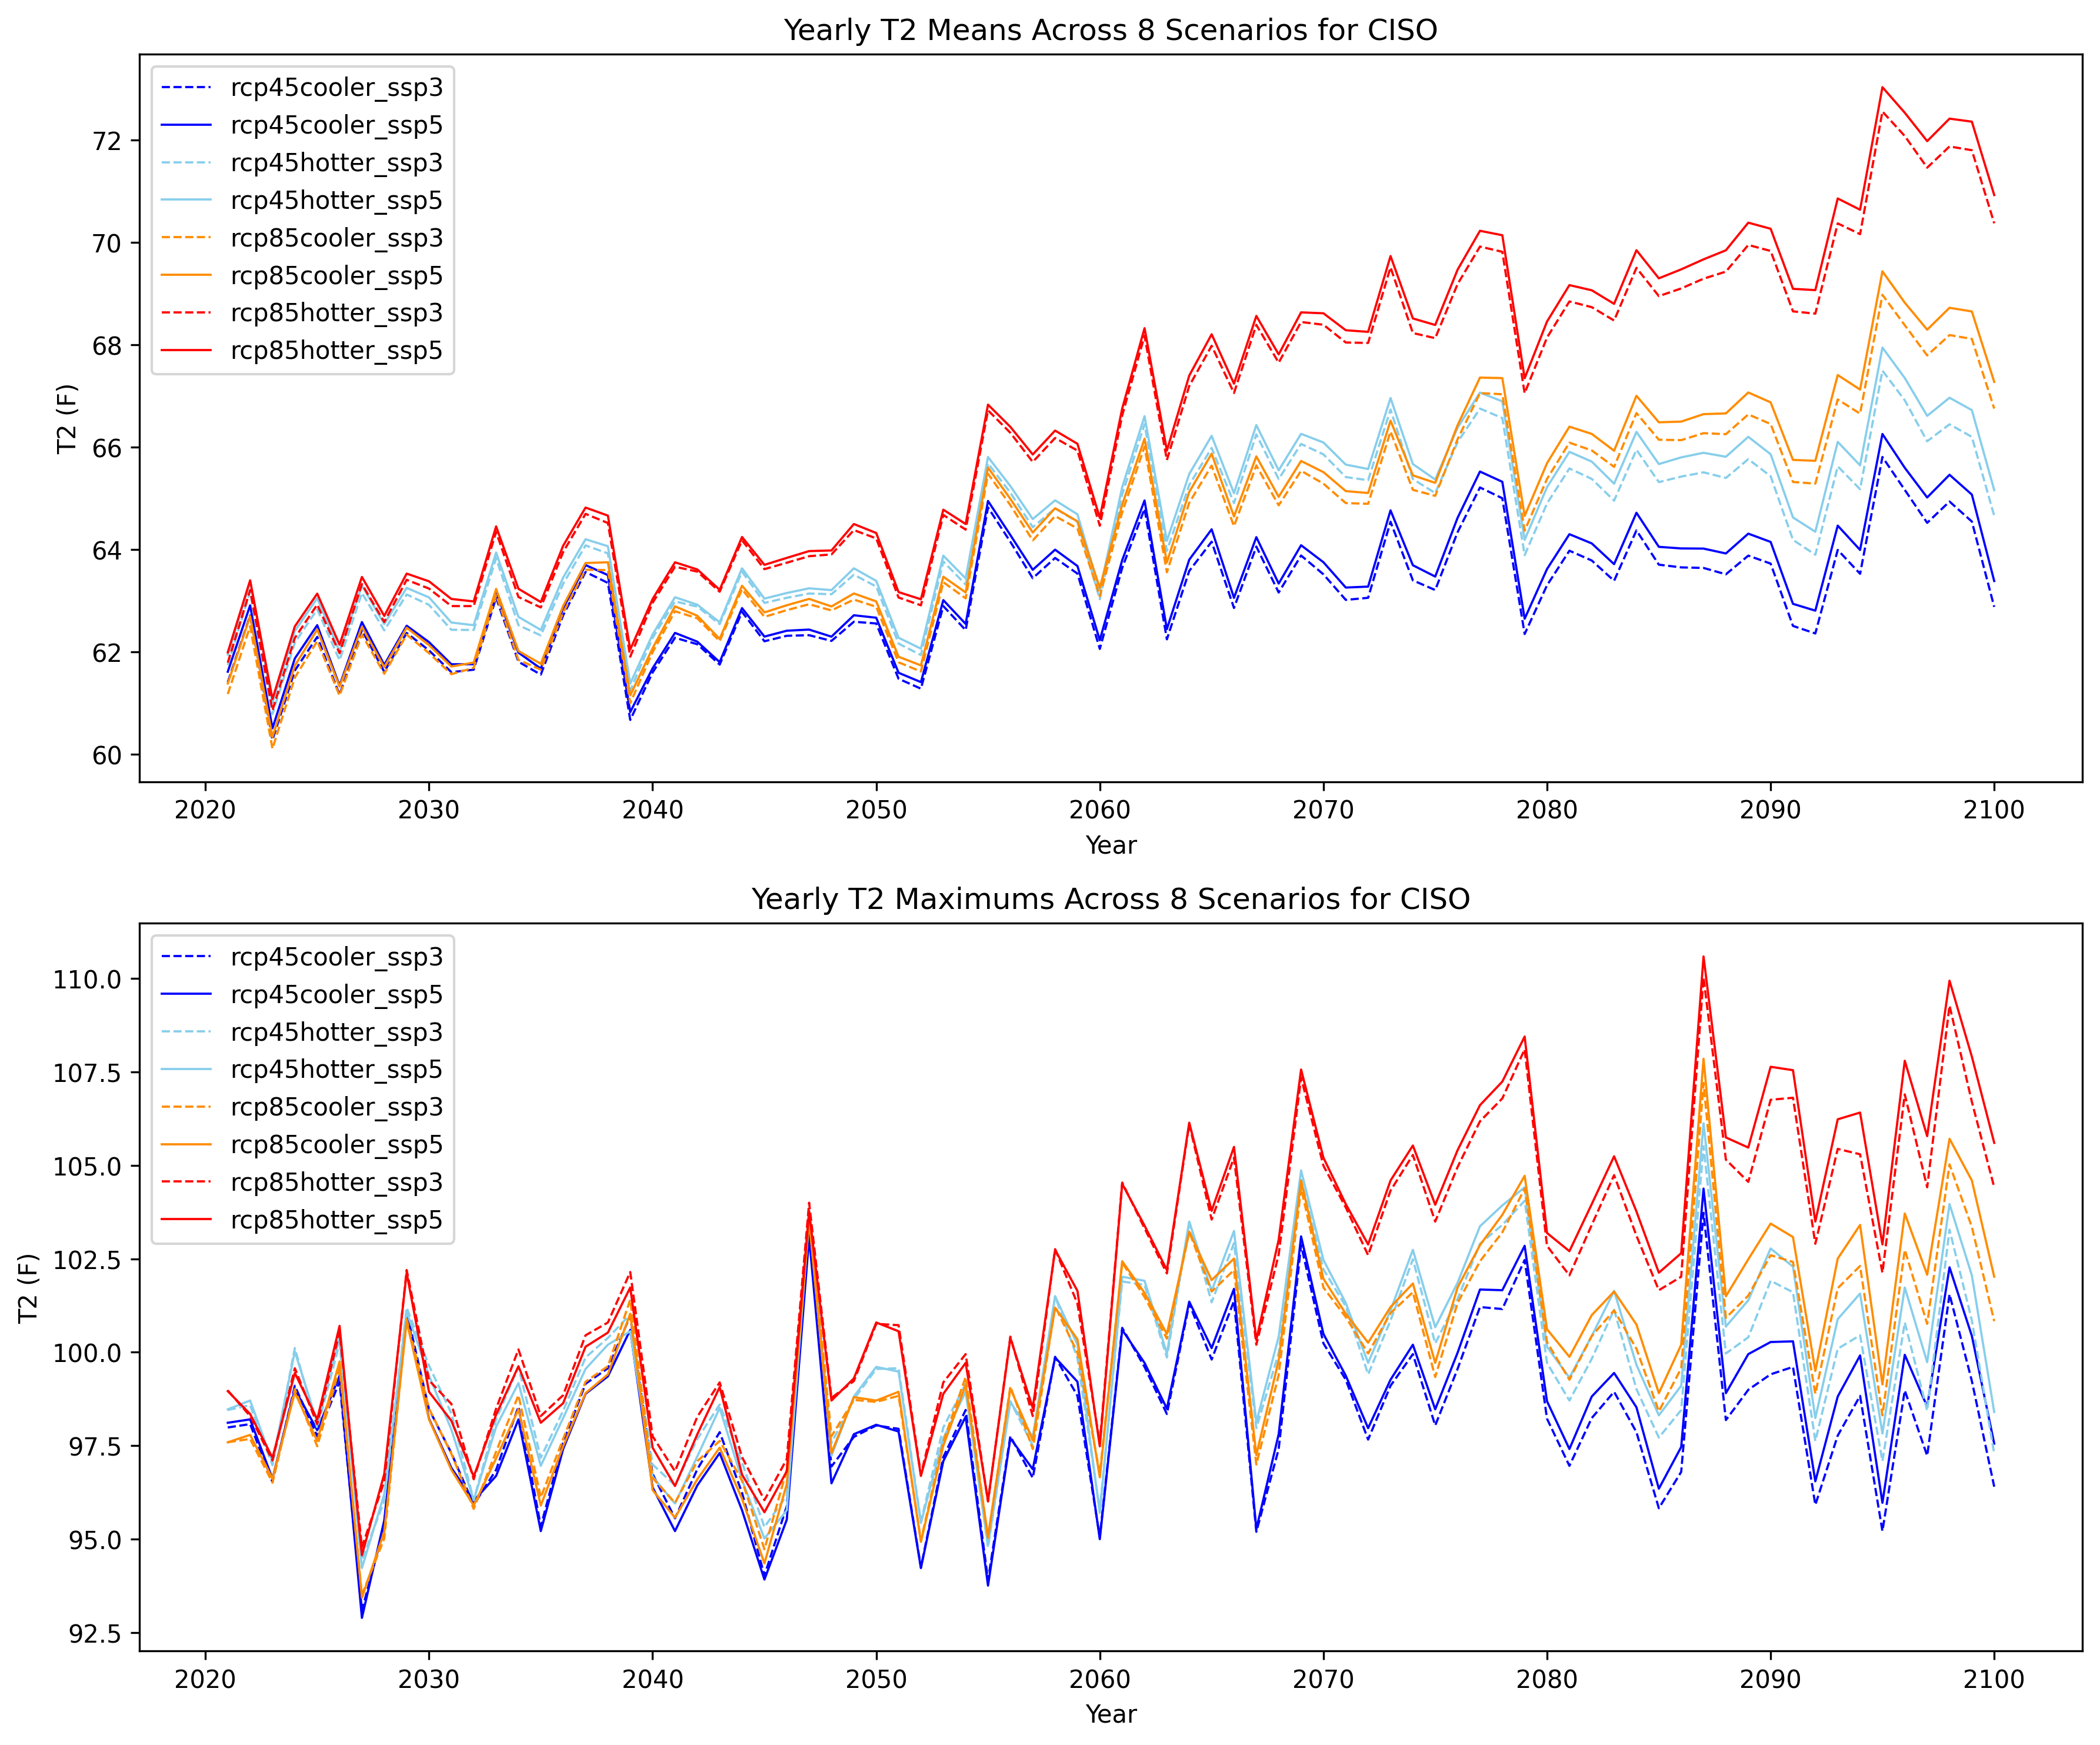 Yearly T2 Means Across 8 Scenarios for CISO
rcp45cooler_ssp3
rcp45cooler_ssp5
rcp45hotter_ssp3
rcp45hotter_ssp5
rcp85cooler_ssp3
rcp85cooler_ssp5
rcp85hotter_ssp3
rcp85hotter_ssp5
T2 (F)
72
70
68
66
64
62
60
2020 2030 2040 2050 2060 2070 2080 2090 2100
Year
Yearly T2 Maximums Across 8 Scenarios for CISO
rcp45cooler_ssp3
rcp45cooler_ssp5
rcp45hotter_ssp3
rcp45hotter_ssp5
rcp85cooler_ssp3
rcp85cooler_ssp5
rcp85hotter_ssp3
rcp85hotter_ssp5
T2 (F)
110.0
107.5
105.0
102.5
100.0
97.5
95.0
92.5
2020 2030 2040 2050 2060 2070 2080 2090 2100
Year